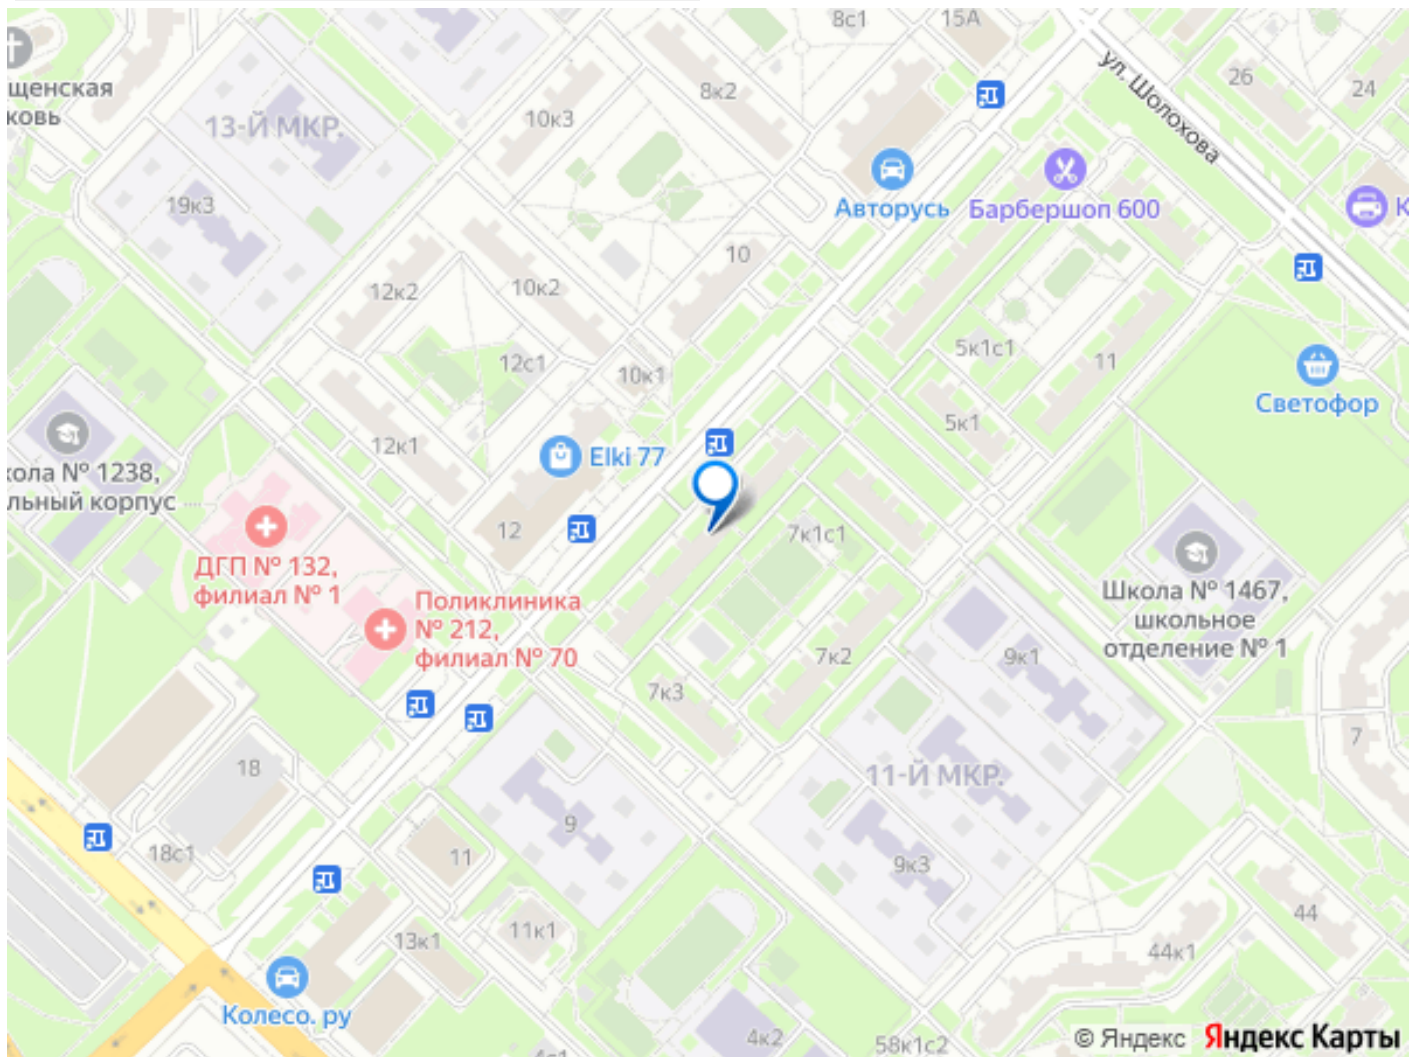 8с1
15А
ул. Шолохова
26
24
щенская
ковь
13-Й МКР.
10к3
8к2
Авторусь
Барбершоп 600
К
19к3
10
12к2
10к2
12с1
10к1
5к1с1
11
Светофор
5к1
12к1
Elki 77
кола № 1238,
льный корпус
12
7к1с1
ДГП № 132,
филиал № 1
Поликлиника
№ 212,
филиал № 70
Школа № 1467,
школьное
отделение № 1
7к2
9к1
7к3
7
18
11-Й МКР.
9
18с1
11
9к3
44
11к1
13к1
44к1
Колесо. ру
4к2
58к1с2
© Яндекс Яндекс Карты